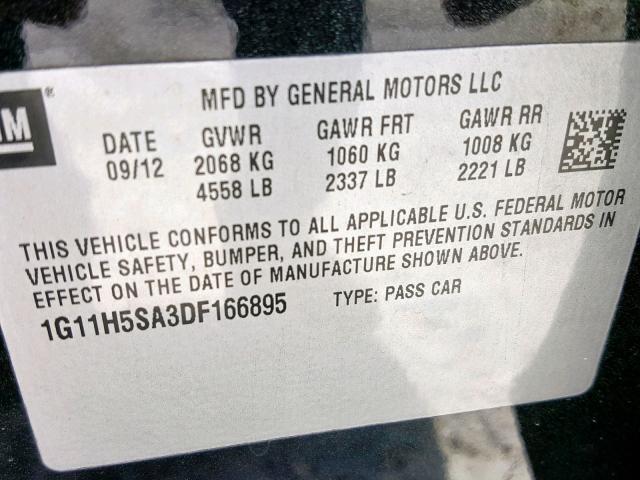 GM®
MFD BY GENERAL MOTORS LLC
DATE GVWR GAWR FRT GAWR RR
09/12 2068 KG 1060 KG 1008 KG
4558 LB 2337 LB 2221 LB
THIS VEHICLE CONFORMS TO ALL APPLICABLE U.S. FEDERAL MOTOR
VEHICLE SAFETY, BUMPER, AND THEFT PREVENTION STANDARDS IN
EFFECT ON THE DATE OF MANUFACTURE SHOWN ABOVE.
1G11H5SA3DF166895 TYPE: PASS CAR